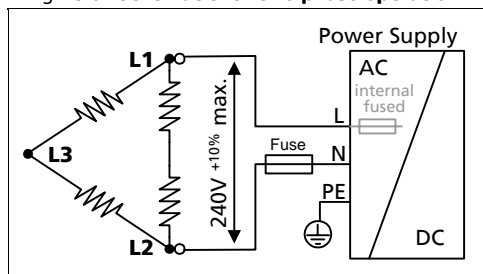 Power Supply
L1
AC
internal
fused
L
240V +10% max.
Fuse
N
L3
PE
L2
DC